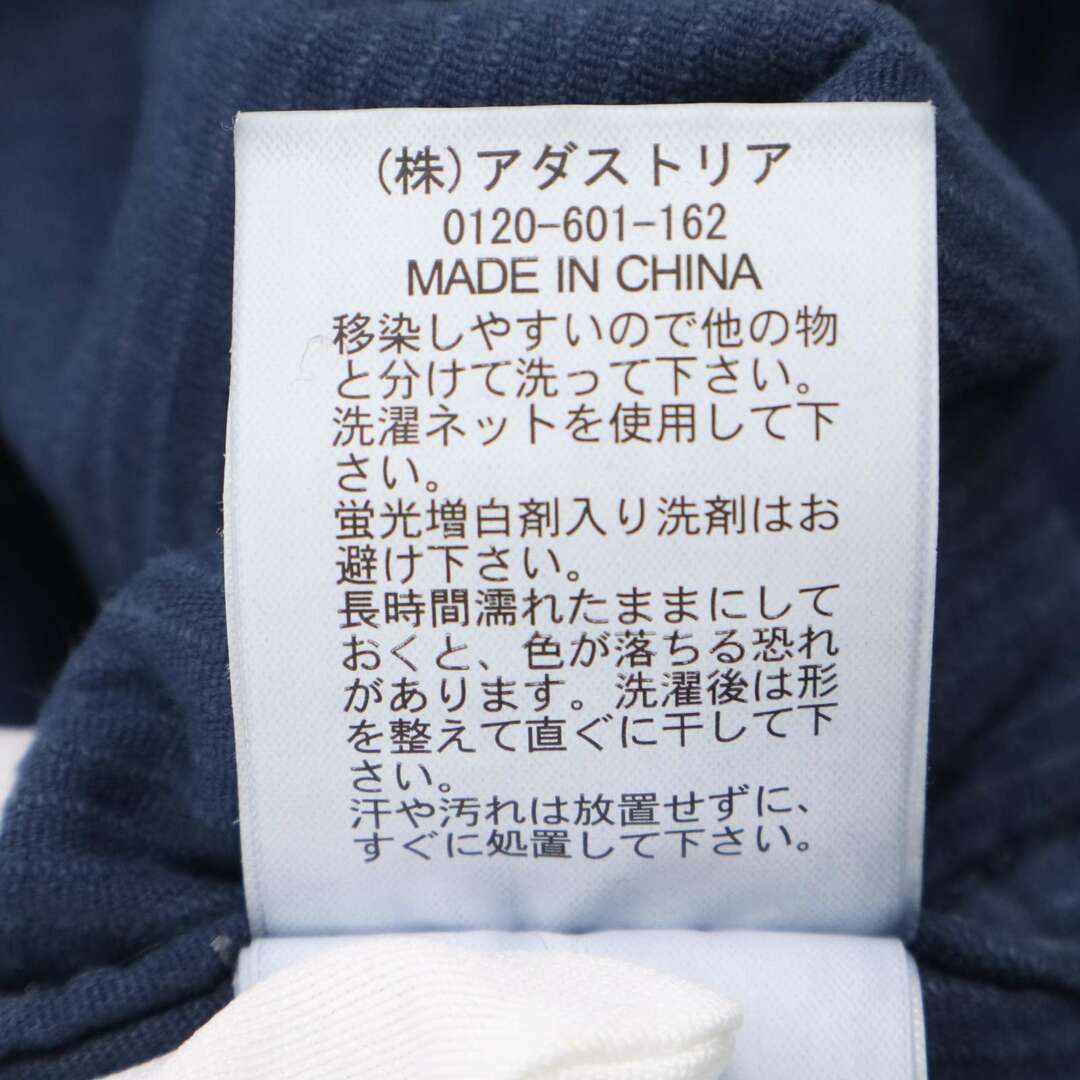 (株)アダストリア
0120-601-162
MADE IN CHINA
移染しやすいので他の物
と分けて洗って下さい。
洗濯ネットを使用して下
さい。
蛍光増白剤入り洗剤はお
避け下さい。
長時間濡れたままにして
おくと、色が落ちる恐れ
があります。洗濯後は形
を整えて直ぐに干して下
さい。
汗や汚れは放置せずに、
すぐに処置して下さい。